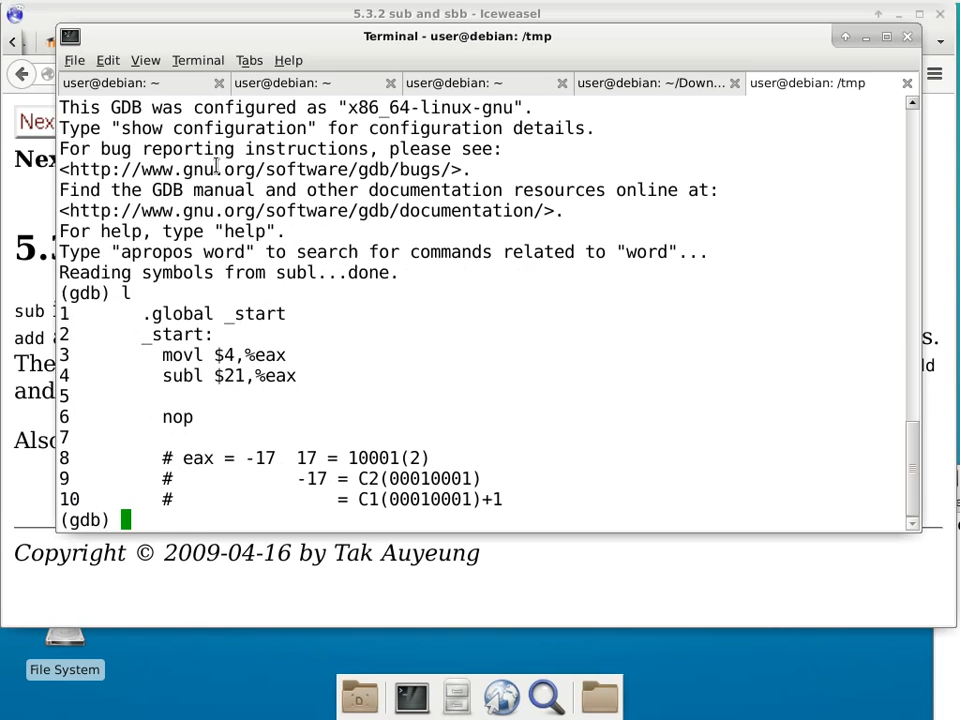 5.3.2 sub and sbb - Iceweasel
Terminal - user@debian: /tmp
File Edit View Terminal Tabs Help
user@debian: ~ user@debian: ~ user@debian: ~ user@debian: ~/Down... user@debian: /tmp
This GDB was configured as "x86_64-linux-gnu".
Type "show configuration" for configuration details.
For bug reporting instructions, please see:
<http://www.gnu.org/software/gdb/bugs/>.
Find the GDB manual and other documentation resources online at:
<http://www.gnu.org/software/gdb/documentation/>.
For help, type "help".
Type "apropos word" to search for commands related to "word"...
Reading symbols from subl...done.
(gdb) l
1 .global _start
2 _start:
3 movl $4,%eax
4 subl $21,%eax
5
6 nop
7
8 # eax = -17 17 = 10001(2)
9 # -17 = C2(00010001)
10 # = C1(00010001)+1
(gdb)
Nex
Nex
5.3
sub i
add a
s.
The
ld
and
Also
Copyright © 2009-04-16 by Tak Auyeung
File System